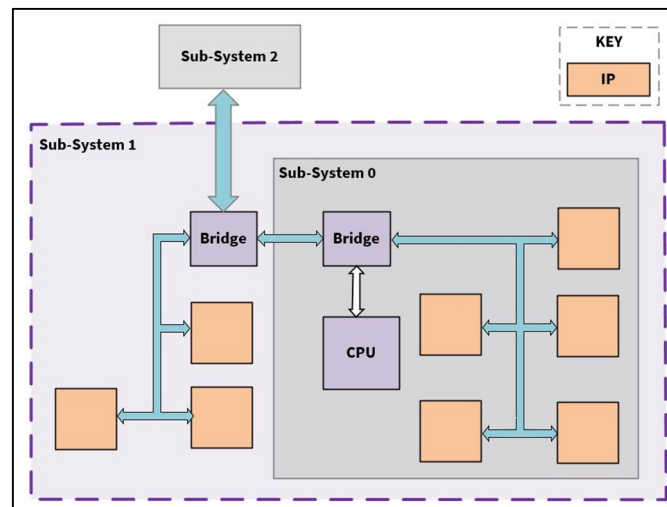 Sub-System 2
KEY
IP
Sub-System 1
Sub-System 0
Bridge
Bridge
CPU